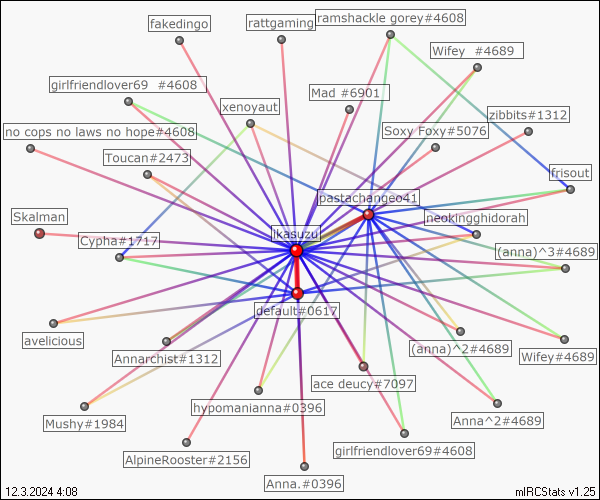 fakedingo
rattgaming
ramshackle gorey#4608
Wifey  #4689
girlfriendlover69  #4608
Mad #6901
xenoyaut
zibbits#1312
no cops no laws no hope#4608
Soxy Foxy#5076
Toucan#2473
frisout
pastachangeo41
Skalman
neokingghidorah
jkasuzu
Cypha#1717
(anna)^3#4689
default#0617
avelicious
Annarchist#1312
(anna)^2#4689
Wifey#4689
ace deucy#7097
hypomanianna#0396
Mushy#1984
Anna^2#4689
AlpineRooster#2156
girlfriendlover69#4608
Anna.#0396
12.3.2024 4:08
mIRCStats v1.25